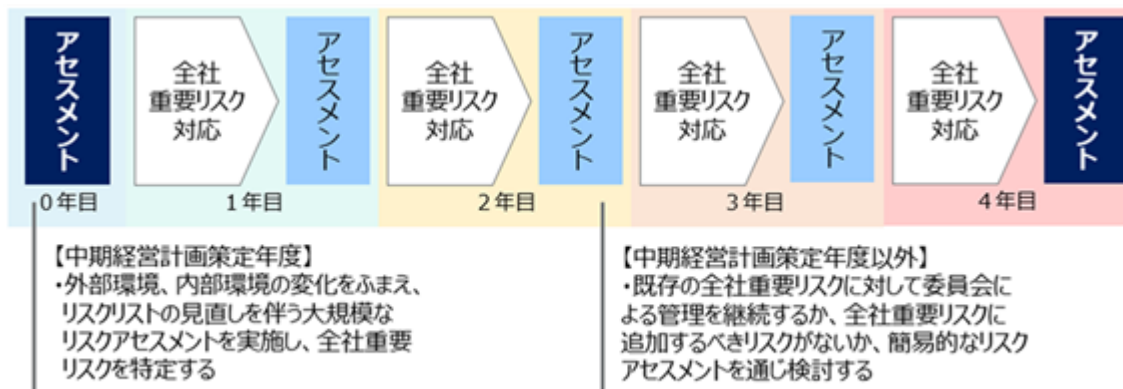 アセスメント
全社
重要リスク
対応
アセスメント
全社
重要リスク
対応
アセスメント
全社
重要リスク
対応
アセスメント
全社
重要リスク
対応
アセスメント
0年目
1年目
2年目
3年目
4年目
【中期経営計画策定年度】
・外部環境、内部環境の変化をふまえ、
リスクリストの見直しを伴う大規模な
リスクアセスメントを実施し、全社重要
リスクを特定する
【中期経営計画策定年度以外】
・既存の全社重要リスクに対して委員会に
よる管理を継続するか、全社重要リスクに
追加するべきリスクがないか、簡易的なリスク
アセスメントを通じ検討する